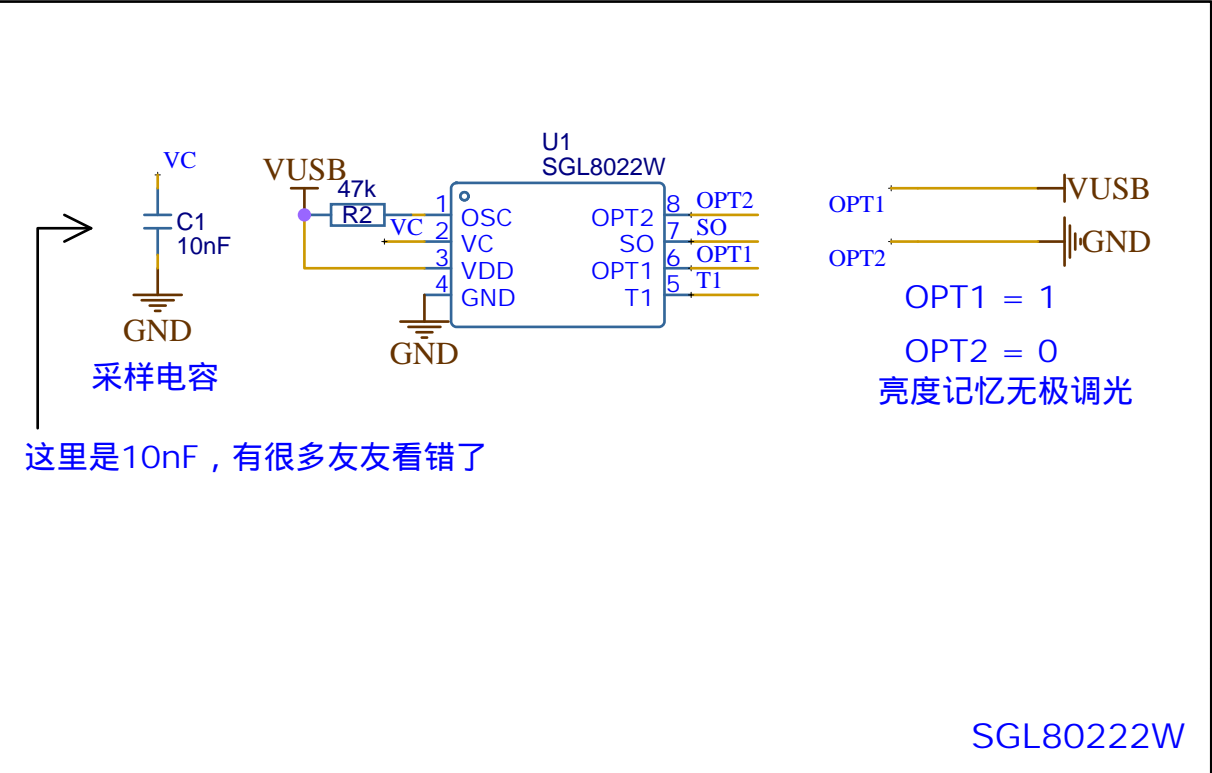 VC
C1
10nF
GND
采样电容
这里是10nF，有很多友友看错了
VUSB
47k
R2
VC
GND
U1
SGL8022W
1
2
3
4
OSC
VC
VDD
GND
OPT2
SO
OPT1
T1
8
7
6
5
OPT2
SO
OPT1
T1
OPT1
VUSB
OPT2
GND
OPT1 = 1
OPT2 = 0
亮度记忆无极调光
SGL80222W